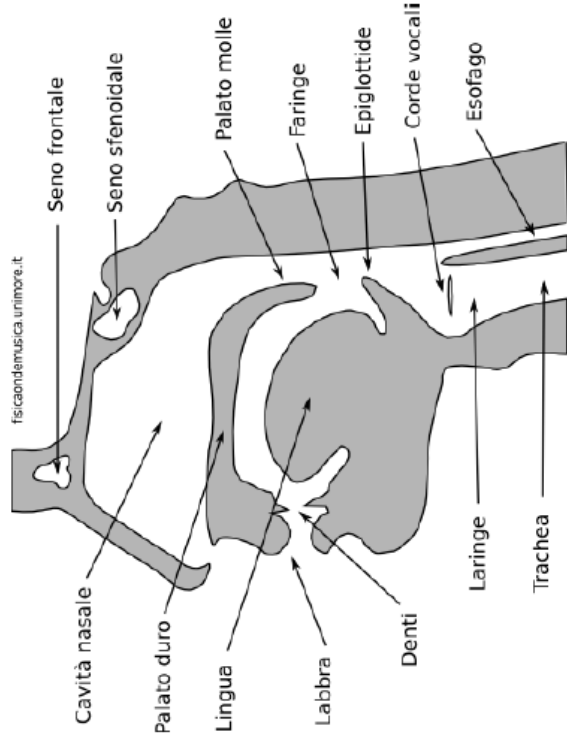 fisicaondemusica.unimore.it
Seno frontale
Seno sfenoidale
Palato molle
Faringe
Epiglottide
Corde vocali
Esofago
Cavità nasale
Palato duro
Lingua
Labbra
Denti
Laringe
Trachea